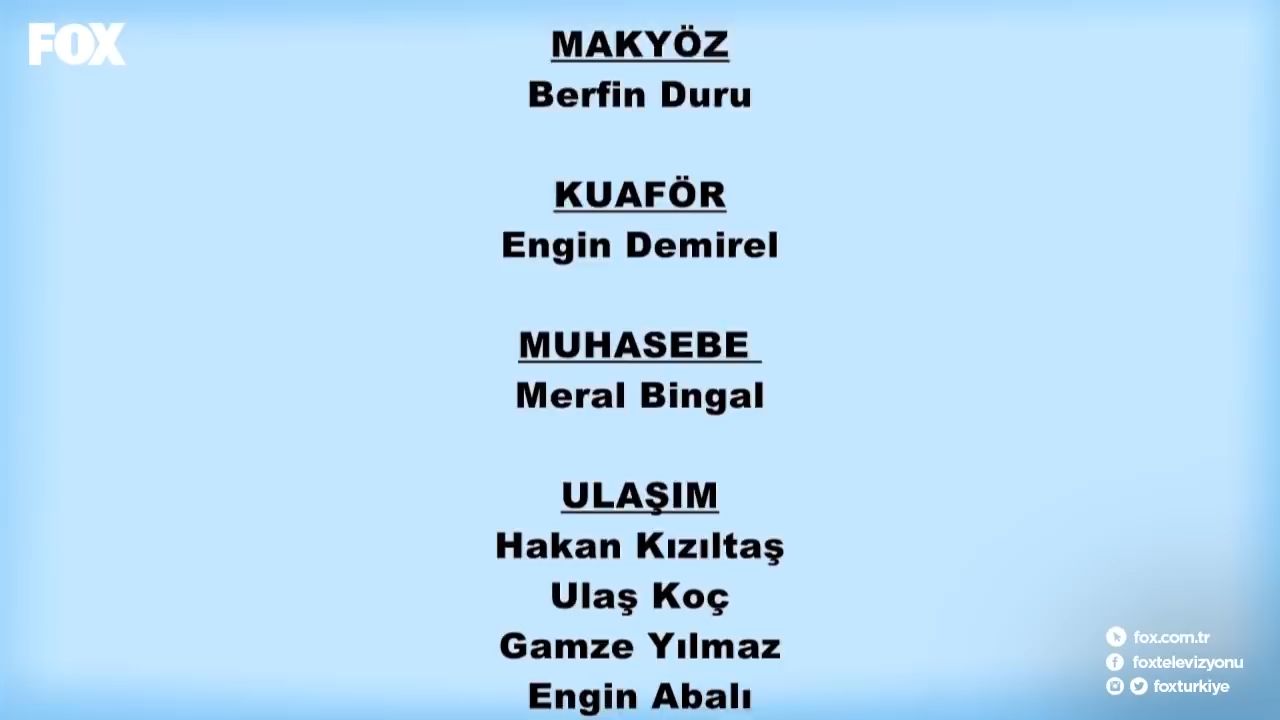 FOX
MAKYÖZ
Berfin Duru
KUAFÖR
Engin Demirel
MUHASEBE
Meral Bingal
ULAŞIM
Hakan Kızıltaş
Ulaş Koç
Gamze Yılmaz
Engin Abalı
fox.com.tr
foxtelevizyonu
foxturkiye